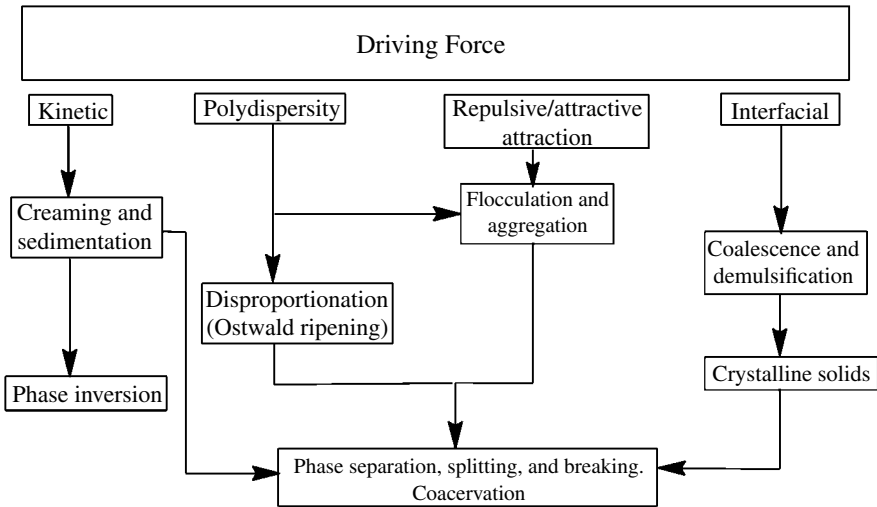 Driving Force
Kinetic
Polydispersity
Repulsive/attractive
attraction
Interfacial
Creaming and
sedimentation
Flocculation and
aggregation
Coalescence and
demulsification
Disproportionation
(Ostwald ripening)
Phase inversion
Crystalline solids
Phase separation, splitting, and breaking.
Coacervation